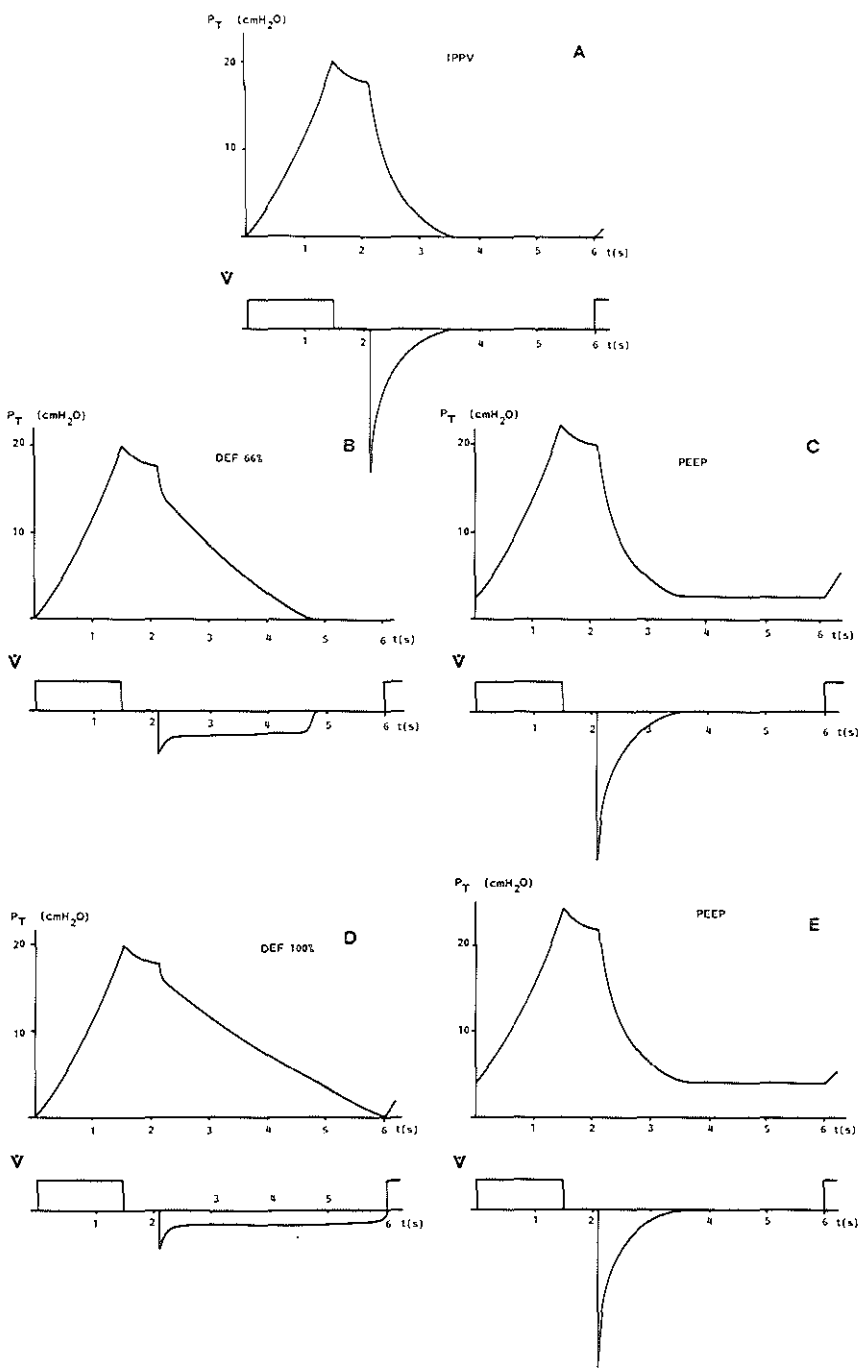 P_T (cmH₂O)
IPPV
A
20
10
1 2 3 4 5 6 t(s)
V̇
1 2 3 4 5 6 t(s)
P_T (cmH₂O)
DEF 66%
B
20
10
1 2 3 4 5 6 t(s)
V̇
1 2 3 4 5 6 t(s)
P_T (cmH₂O)
PEEP
C
20
10
1 2 3 4 5 6 t(s)
V̇
1 2 3 4 5 6 t(s)
P_T (cmH₂O)
DEF 100%
D
20
10
1 2 3 4 5 6 t(s)
V̇
1 2 3 4 5 6 t(s)
P_T (cmH₂O)
PEEP
E
20
10
1 2 3 4 5 6 t(s)
V̇
1 2 3 4 5 6 t(s)